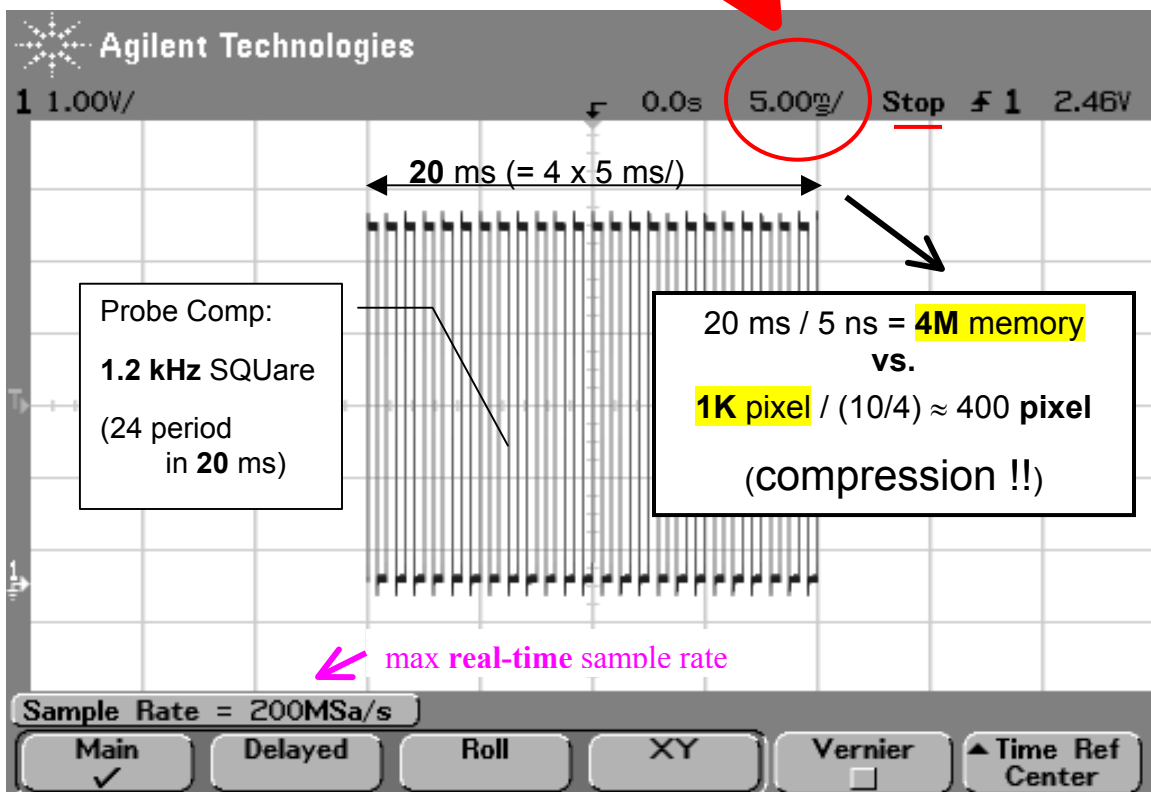 Agilent Technologies
1 1.00V/ 0.0s 5.00ms/ Stop 1 2.46V
20 ms (= 4 x 5 ms/)
Probe Comp:
1.2 kHz SQUare
(24 period
in 20 ms)
20 ms / 5 ns = 4M memory
vs.
1K pixel / (10/4) ≈ 400 pixel
(compression !!)
T
1
max real-time sample rate
Sample Rate = 200MSa/s
Main Delayed Roll XY Vernier Time Ref
Center